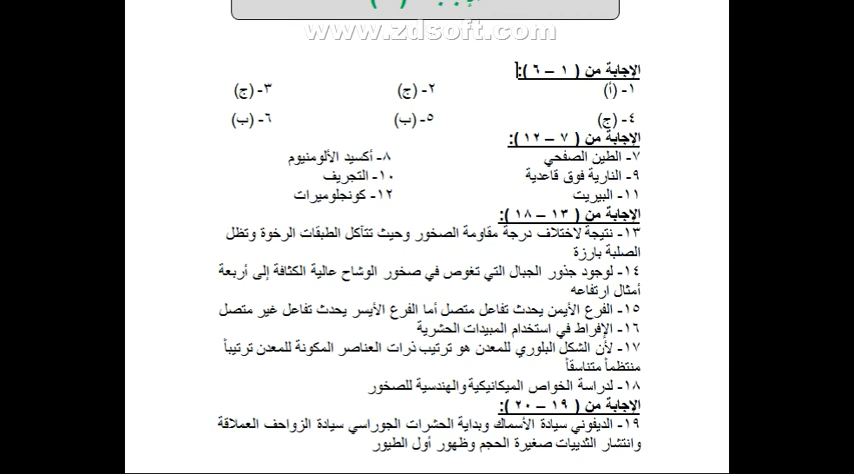 www.zdsoft.com
الإجابة من ( ١ – ٦ ):
١- (أ) ٢- (ج) ٣- (ج)
٤- (ج) ٥- (ب) ٦- (ب)
الإجابة من ( ٧ – ١٢ ):
٧- الطين الصفحي ٨- أكسيد الألومنيوم
٩- النارية فوق قاعدية ١٠- التجريف
١١- البيريت ١٢- كونجلوميرات
الإجابة من ( ١٣ – ١٨ ):
١٣- نتيجة لاختلاف درجة مقاومة الصخور وحيث تتآكل الطبقات الرخوة وتظل
الصلبة بارزة
١٤- لوجود جذور الجبال التي تغوص في صخور الوشاح عالية الكثافة إلى أربعة
أمثال ارتفاعه
١٥- الفرع الأيمن يحدث تفاعل متصل أما الفرع الأيسر يحدث تفاعل غير متصل
١٦- الإفراط في استخدام المبيدات الحشرية
١٧- لأن الشكل البلوري للمعدن هو ترتيب ذرات العناصر المكونة للمعدن ترتيباً
منتظماً متناسقاً
١٨- لدراسة الخواص الميكانيكية والهندسية للصخور
الإجابة من ( ١٩ – ٢٠ ):
١٩- الديفوني سيادة الأسماك وبداية الحشرات الجوراسي سيادة الزواحف العملاقة
وانتشار الثدييات صغيرة الحجم وظهور أول الطيور